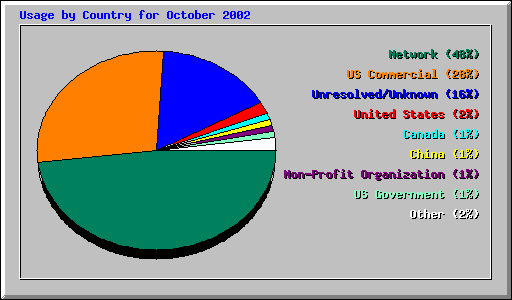 Usage by Country for October 2002
Network (48%)
US Commercial (28%)
Unresolved/Unknown (16%)
United States (2%)
Canada (1%)
China (1%)
Non-Profit Organization (1%)
US Government (1%)
Other (2%)